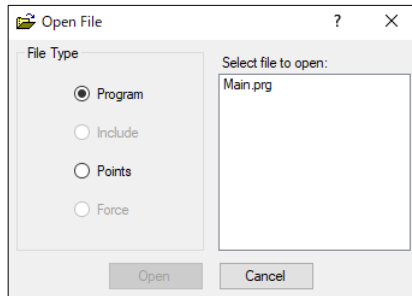 Open File
? ×
File Type
Program
Include
Points
Force
Select file to open:
Main.prg
Open
Cancel